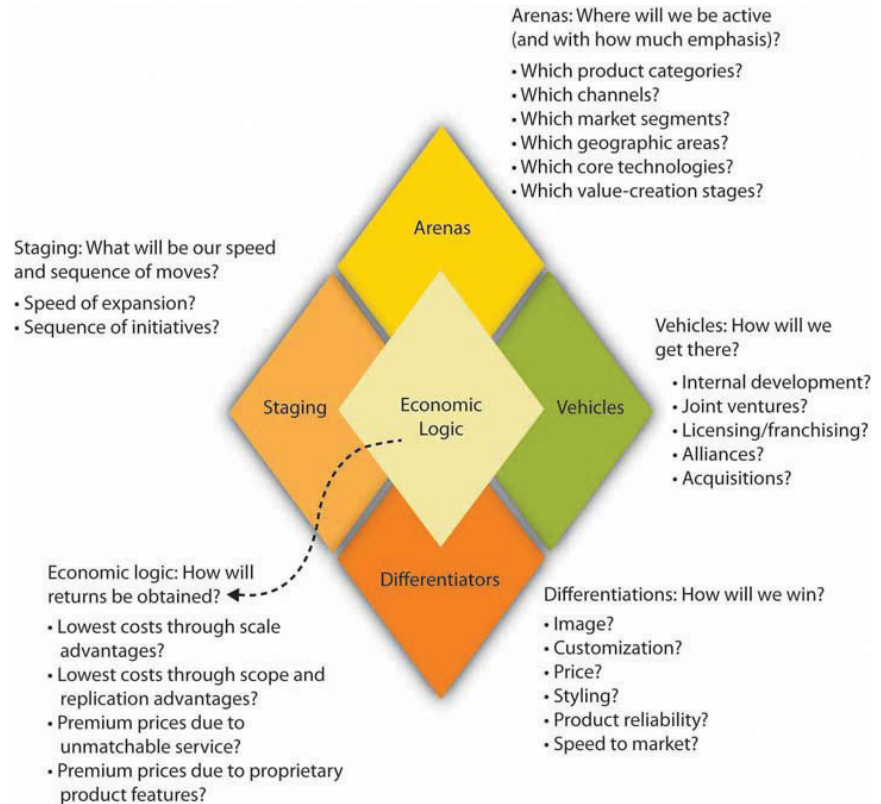 Arenas: Where will we be active
(and with how much emphasis)?
• Which product categories?
• Which channels?
• Which market segments?
• Which geographic areas?
• Which core technologies?
• Which value-creation stages?
Arenas
Staging: What will be our speed
and sequence of moves?
• Speed of expansion?
• Sequence of initiatives?
Vehicles: How will we
get there?
• Internal development?
• Joint ventures?
• Licensing/franchising?
• Alliances?
• Acquisitions?
Staging
Economic
Logic
Vehicles
Differentiators
Economic logic: How will
returns be obtained?
• Lowest costs through scale
advantages?
• Lowest costs through scope and
replication advantages?
• Premium prices due to
unmatchable service?
• Premium prices due to proprietary
product features?
Differentiations: How will we win?
• Image?
• Customization?
• Price?
• Styling?
• Product reliability?
• Speed to market?